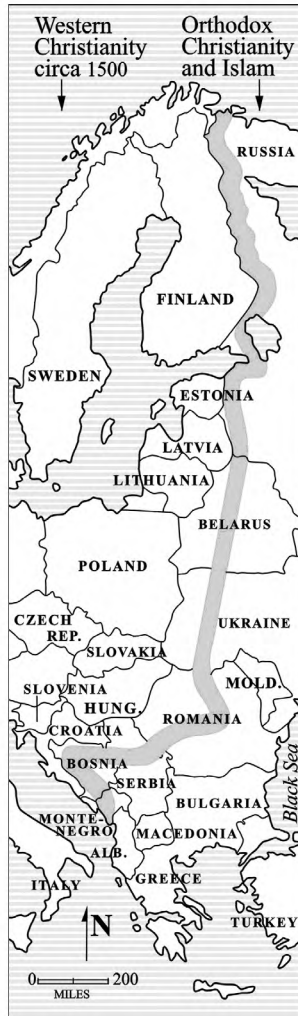 Western
Christianity
circa 1500
Orthodox
Christianity
and Islam
RUSSIA
FINLAND
SWEDEN
ESTONIA
LATVIA
LITHUANIA
BELARUS
POLAND
CZECH
REP.
UKRAINE
SLOVAKIA
SLOVENIA
HUNG.
MOLD.
ROMANIA
CROATIA
BOSNIA
SERBIA
Black Sea
BULGARIA
MONTE-
NEGRO
MACEDONIA
ALB.
ITALY
GREECE
TURKEY
N
0 200
MILES